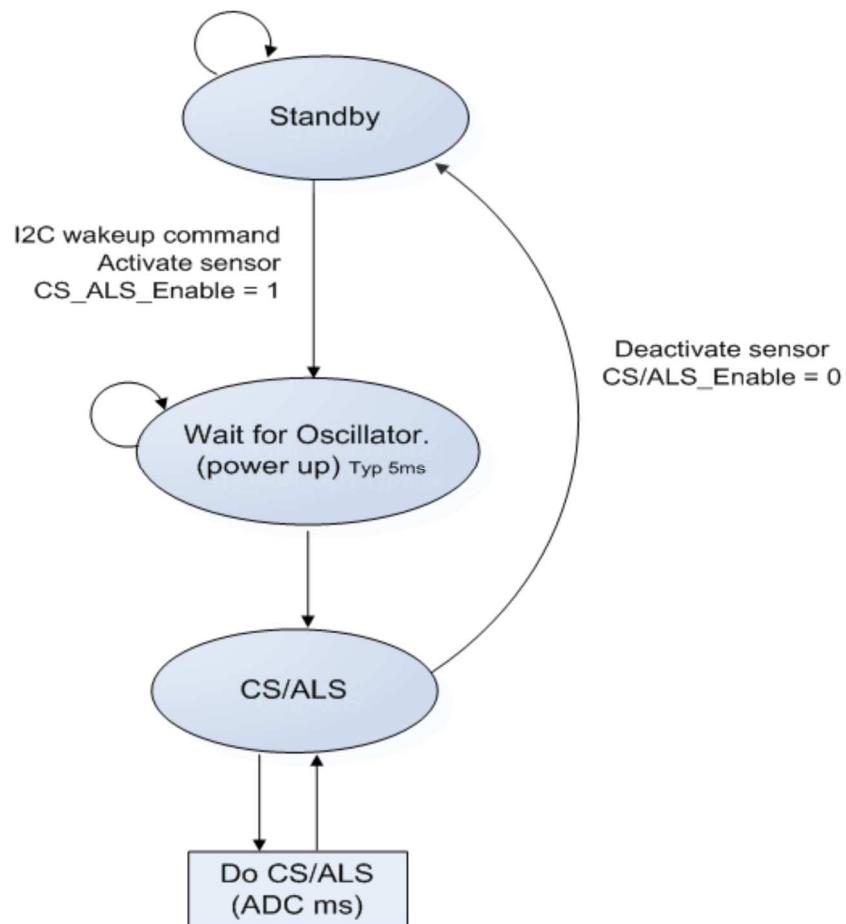 Standby
I2C wakeup command
Activate sensor
CS_ALS_Enable = 1
Deactivate sensor
CS/ALS_Enable = 0
Wait for Oscillator.
(power up) Typ 5ms
CS/ALS
Do CS/ALS
(ADC ms)